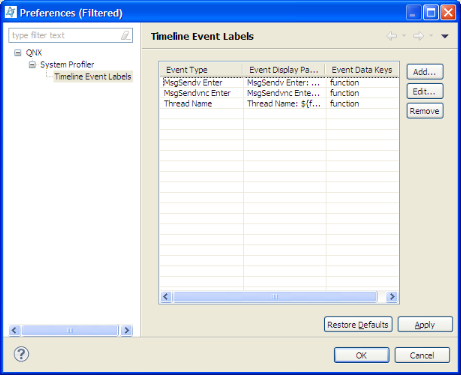 Preferences (Filtered)
type filter text
Timeline Event Labels
QNX
System Profiler
Timeline Event Labels
Event Type Event Display Pa... Event Data Keys
MsgSendv Enter MsgSendv Enter: ... function
MsgSendvnc Enter MsgSendvnc Ente... function
Thread Name Thread Name: ${f... function
Add...
Edit...
Remove
Restore Defaults Apply
? OK Cancel